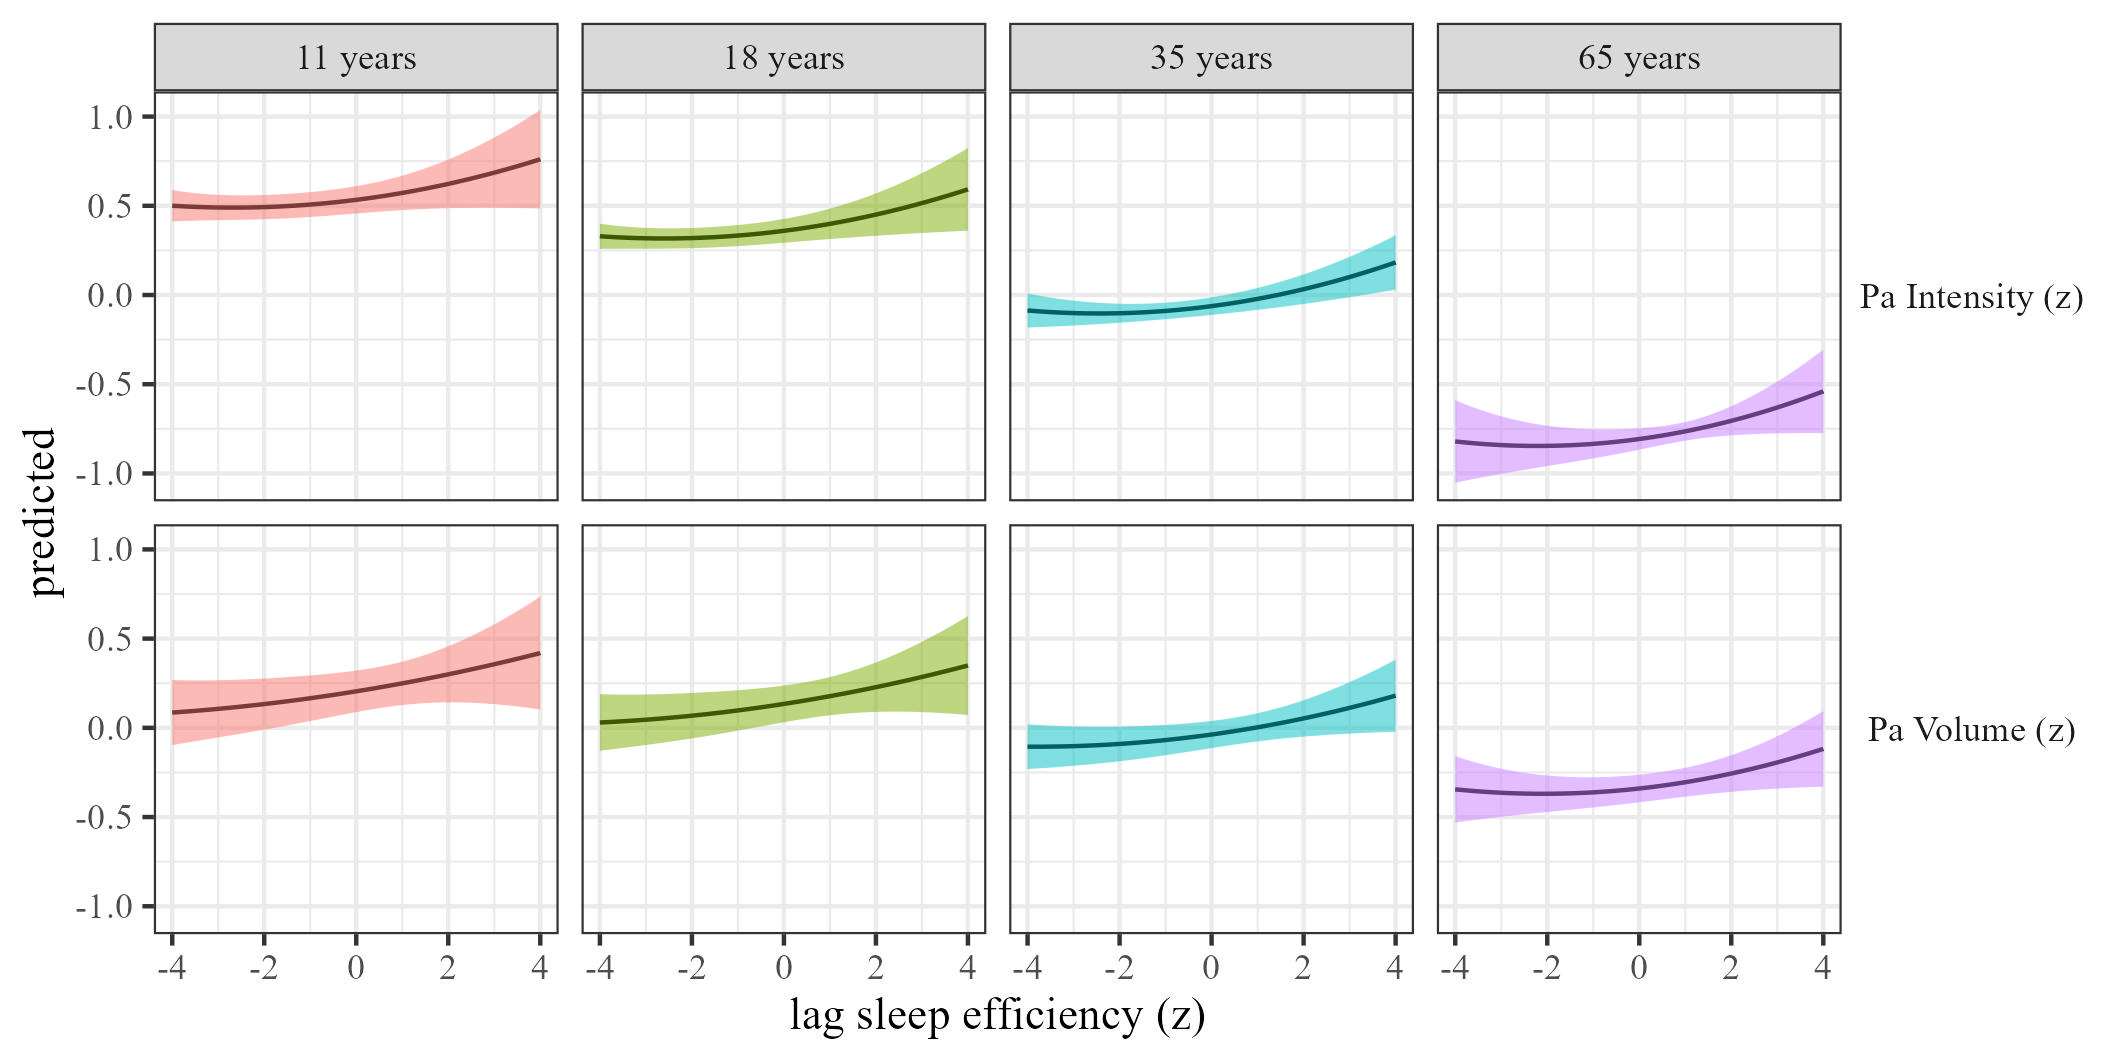 11 years 18 years 35 years 65 years
1.0
0.5
0.0
-0.5
-1.0
Pa Intensity (z)
predicted
1.0
0.5
0.0
-0.5
-1.0
Pa Volume (z)
-4 -2 0 2 4 -4 -2 0 2 4 -4 -2 0 2 4 -4 -2 0 2 4
lag sleep efficiency (z)